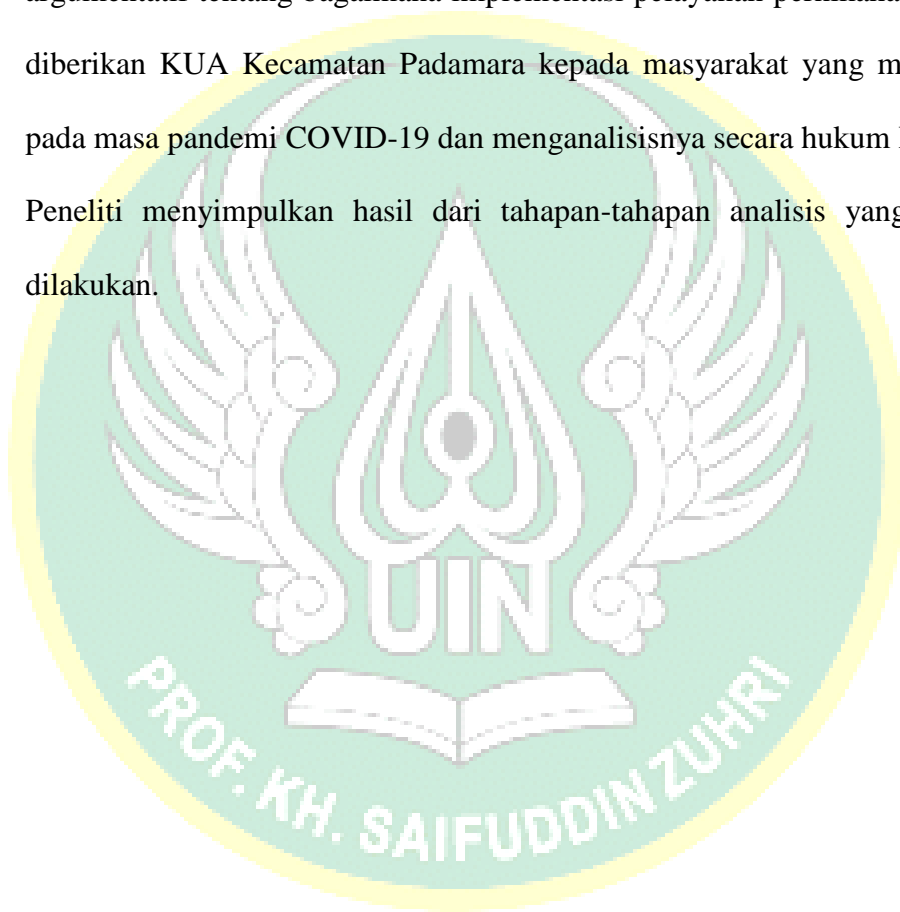 diberikan KUA Kecamatan Padamara kepada masyarakat yang
pada masa pandemi COVID-19 dan menganalisisnya secara hukum
Peneliti menyimpulkan hasil dari tahapan-tahapan analisis yang
dilakukan.
UIN
PROF. KH. SAIFUDDIN ZUHRI